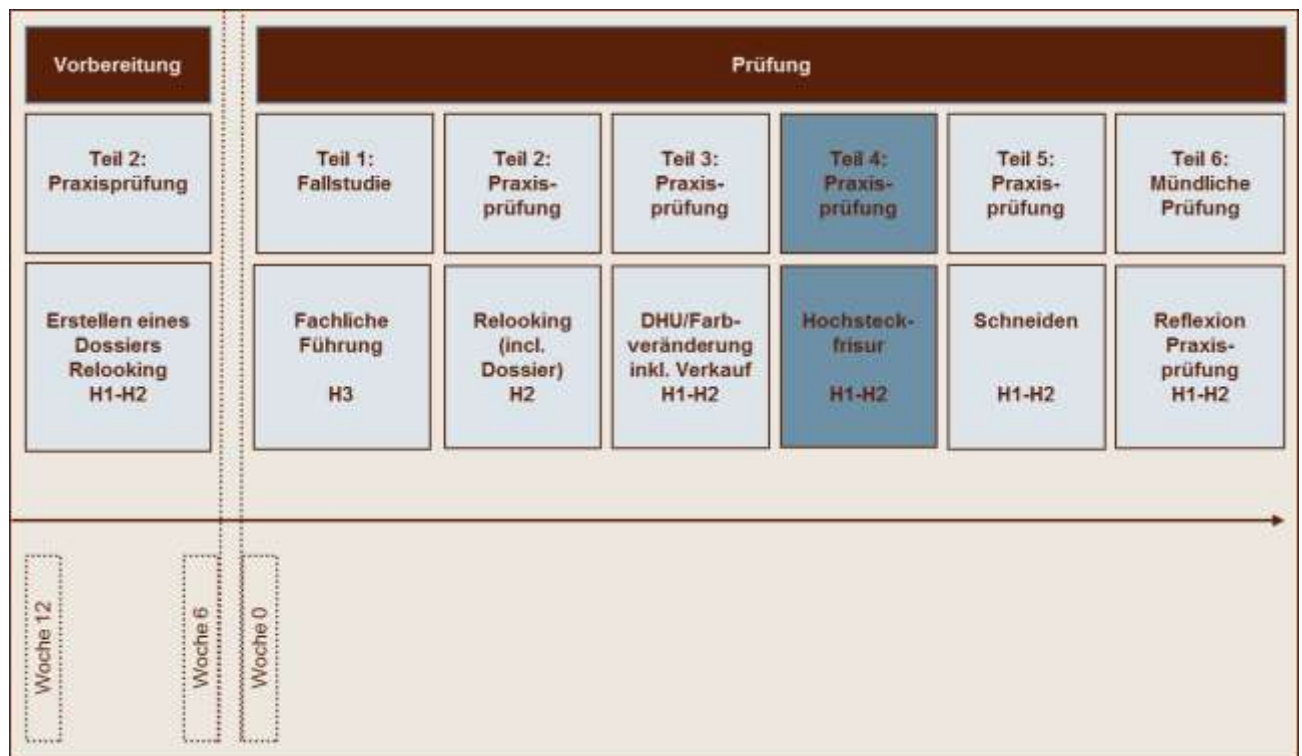 Vorbereitung
Prüfung
Teil 2:
Praxisprüfung
Teil 1:
Fallstudie
Teil 2:
Praxis-
prüfung
Teil 3:
Praxis-
prüfung
Teil 4:
Praxis-
prüfung
Teil 5:
Praxis-
prüfung
Teil 6:
Mündliche
Prüfung
Erstellen eines
Dossiers
Relooking
H1-H2
Fachliche
Führung
H3
Relooking
(incl.
Dossier)
H2
DHU/Farb-
veränderung
inkl. Verkauf
H1-H2
Hochsteck-
frisur
H1-H2
Schneiden
H1-H2
Reflexion
Praxis-
prüfung
H1-H2
Woche 12
Woche 6
Woche 0